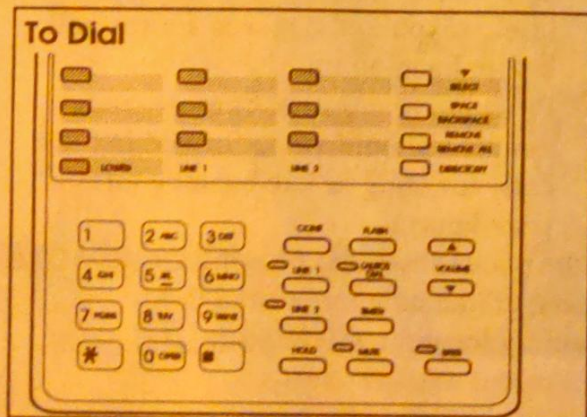 To Dial
SELECT
SPACE
BACKSPACE
REMOVE
LOWER LINE 1 LINE 2 REMOVE ALL
DIRECTORY
CONF FLASH
1 2 ABC 3 DEF
LINE 1 VOLUME
4 GHI 5 JKL 6 MNO
LINE 2
7 PQRS 8 TUV 9 WXYZ
HOLD MUTE
* 0 OPER